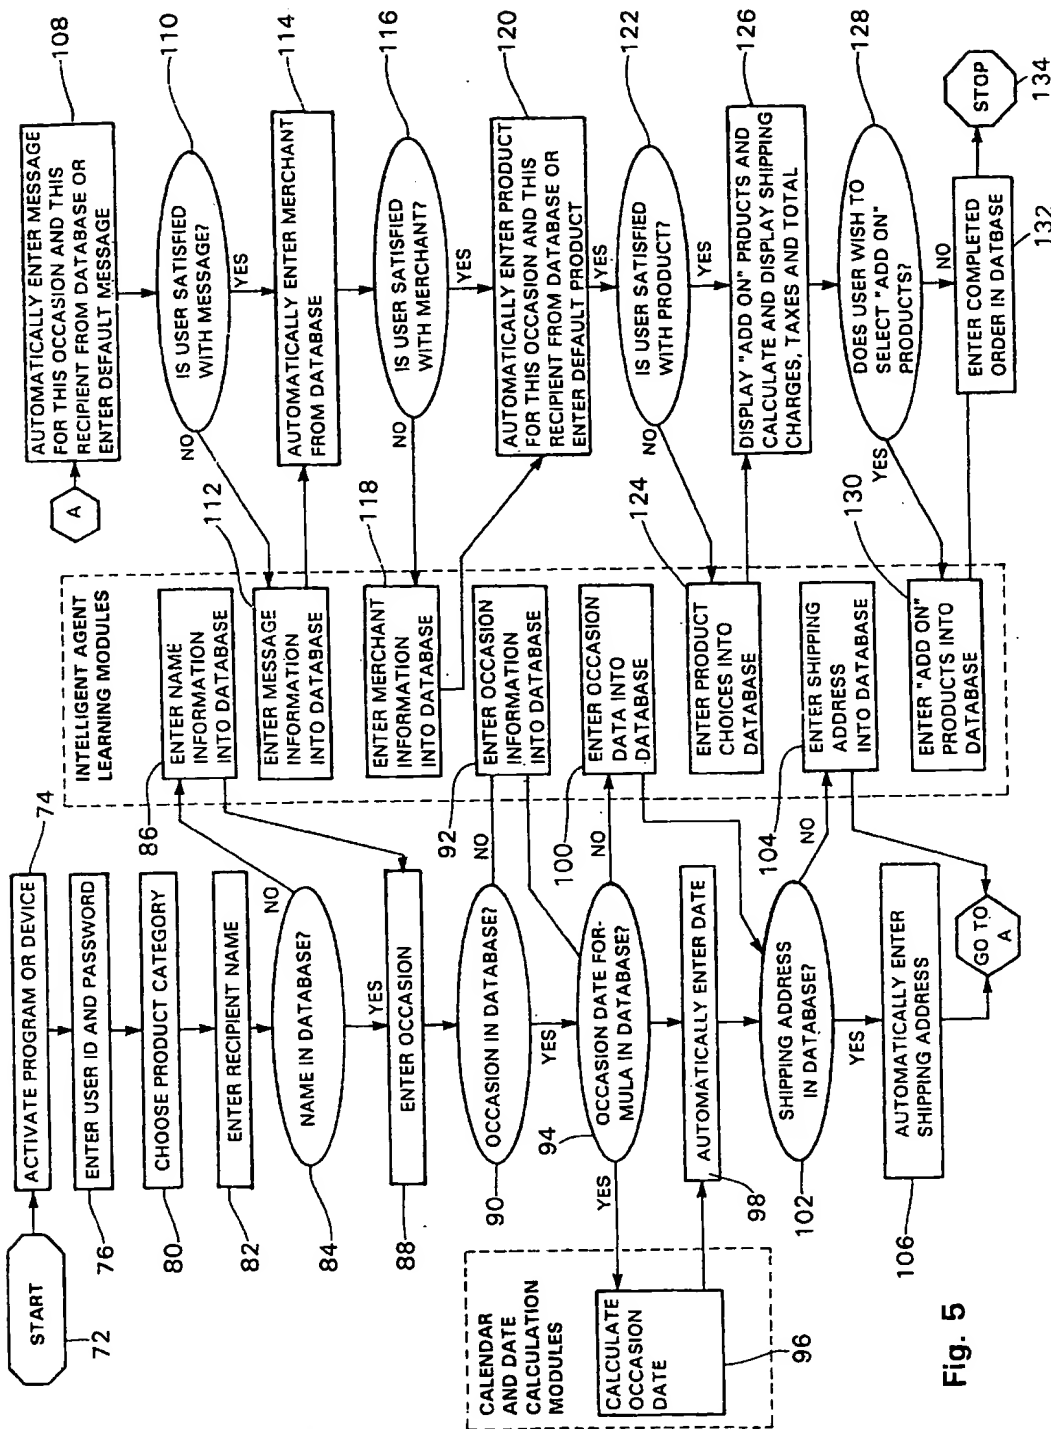 START
72
ACTIVATE PROGRAM OR DEVICE
74
ENTER USER ID AND PASSWORD
76
CHOOSE PRODUCT CATEGORY
80
ENTER RECIPIENT NAME
82
NAME IN DATABASE?
84
NO
YES
ENTER OCCASION
88
OCCASION IN DATABASE?
90
NO
YES
OCCASION DATE FOR-
MULA IN DATABASE?
94
YES
NO
CALENDAR
AND DATE
CALCULATION
MODULES
CALCULATE
OCCASION
DATE
96
AUTOMATICALLY ENTER DATE
98
SHIPPING ADDRESS
IN DATABASE?
102
NO
YES
AUTOMATICALLY ENTER
SHIPPING ADDRESS
106
GO TO
A
INTELLIGENT AGENT
LEARNING MODULES
86
ENTER NAME
INFORMATION
INTO DATABASE
112
ENTER MESSAGE
INFORMATION
INTO DATABASE
118
ENTER MERCHANT
INFORMATION
INTO DATABASE
92
ENTER OCCASION
INFORMATION
INTO DATABASE
100
ENTER OCCASION
DATA INTO
DATABASE
124
ENTER PRODUCT
CHOICES INTO
DATABASE
104
ENTER SHIPPING
ADDRESS
INTO DATABASE
130
ENTER "ADD ON"
PRODUCTS INTO
DATABASE
A
AUTOMATICALLY ENTER MESSAGE
FOR THIS OCCASION AND THIS
RECIPIENT FROM DATABASE OR
ENTER DEFAULT MESSAGE
108
IS USER SATISFIED
WITH MESSAGE?
110
NO
YES
AUTOMATICALLY ENTER MERCHANT
FROM DATABASE
114
IS USER SATISFIED
WITH MERCHANT?
116
NO
YES
AUTOMATICALLY ENTER PRODUCT
FOR THIS OCCASION AND THIS
RECIPIENT FROM DATABASE OR
ENTER DEFAULT PRODUCT
120
YES
IS USER SATISFIED
WITH PRODUCT?
122
NO
YES
DISPLAY "ADD ON" PRDUCTS AND
CALCULATE AND DISPLAY SHIPPING
CHARGES, TAXES AND TOTAL
126
DOES USER WISH TO
SELECT "ADD ON"
PRODUCTS?
128
YES
NO
ENTER COMPLETED
ORDER IN DATBASE
132
STOP
134
Fig. 5